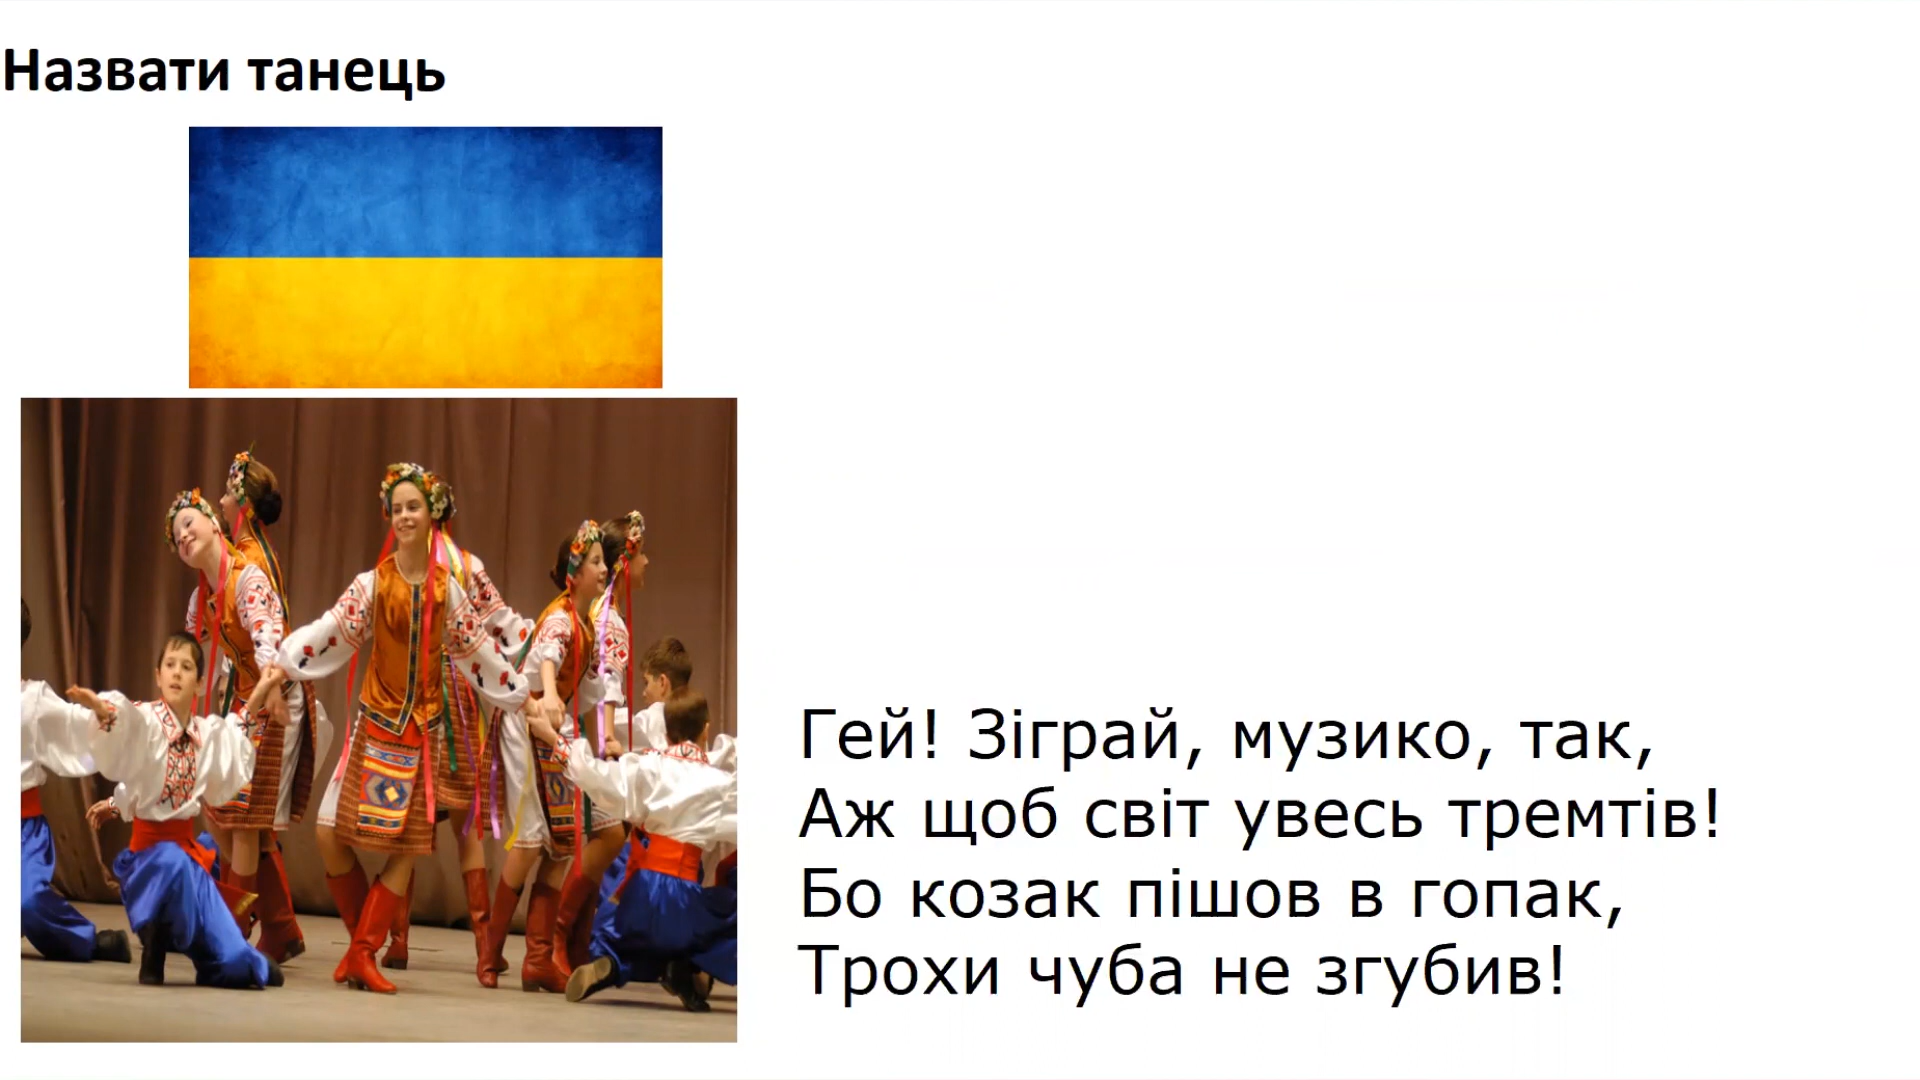 Назвати танець
Гей! Зіграй, музико, так,
Аж щоб світ увесь тремтів!
Бо козак пішов в гопак,
Трохи чуба не згубив!